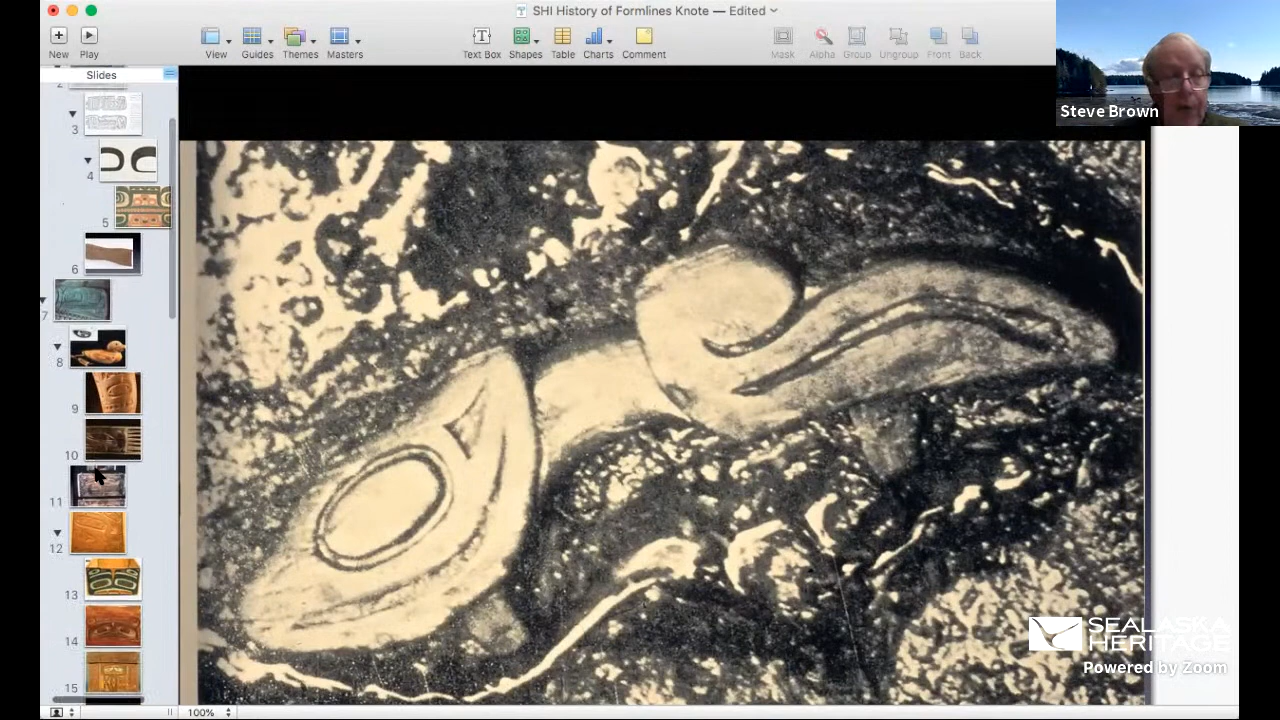 SHI History of Formlines Knote — Edited
New Play View Guides Themes Masters Text Box Shapes Table Charts Comment Mask Alpha Group Ungroup Front Back
Steve Brown
Slides
2
3
4
5
6
7
8
9
10
11
12
13
14
15
SEALASKA
HERITAGE
Powered by Zoom
100%